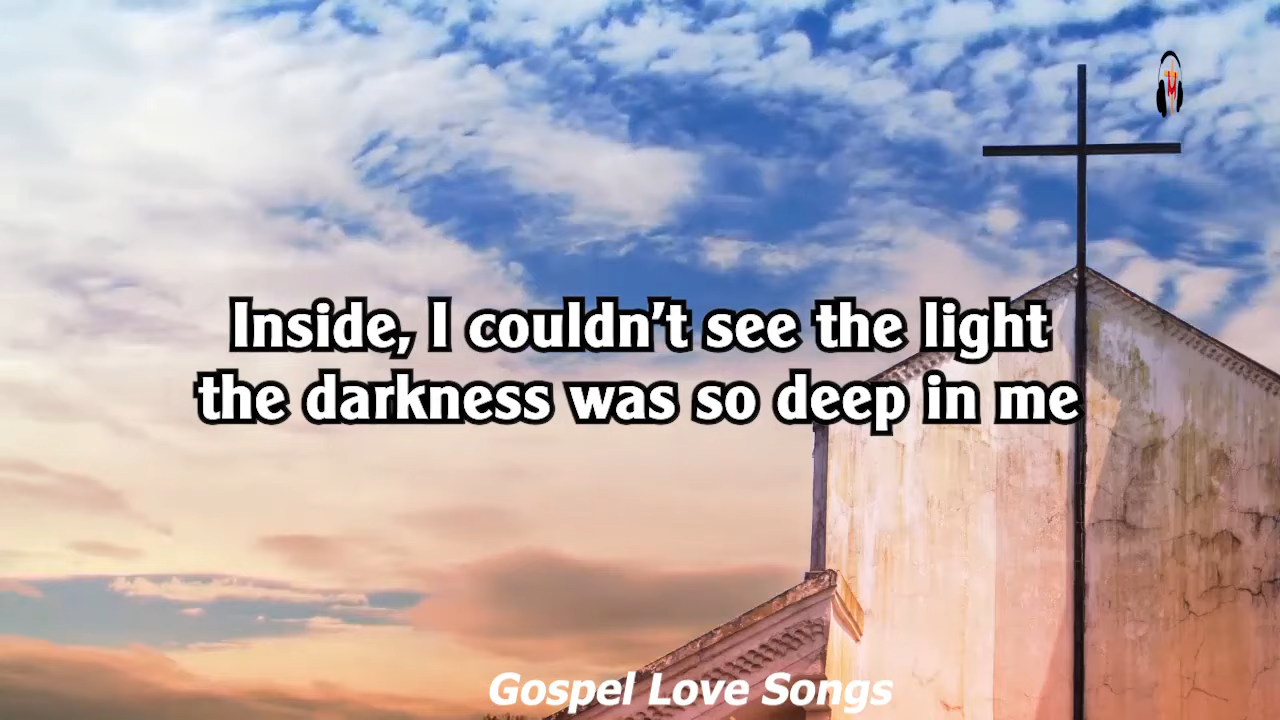 Inside, I couldn't see the light
the darkness was so deep in me
Gospel Love Songs